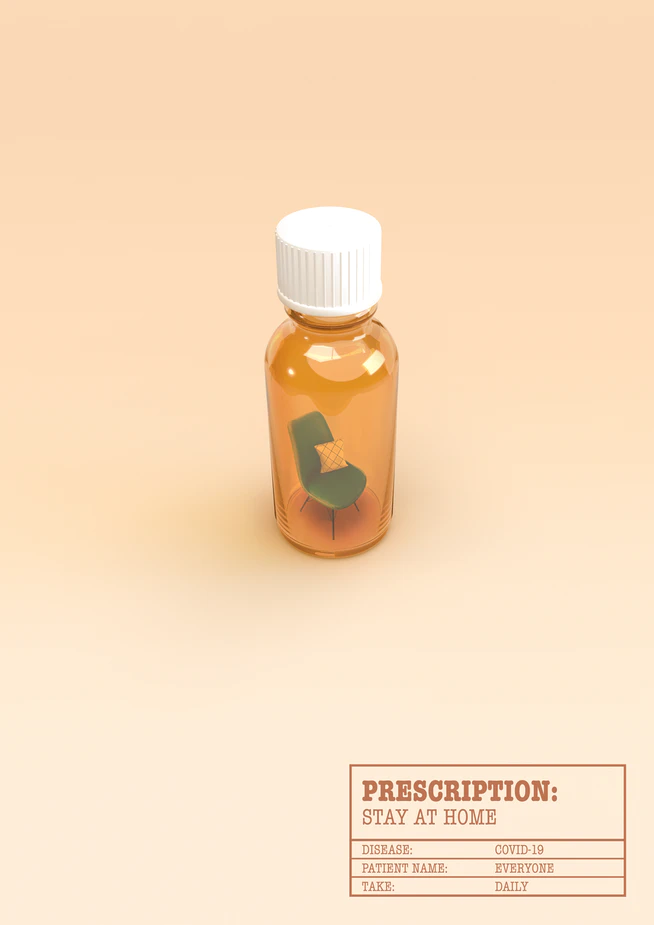 PRESCRIPTION:
STAY AT HOME
DISEASE: COVID-19
PATIENT NAME: EVERYONE
TAKE: DAILY